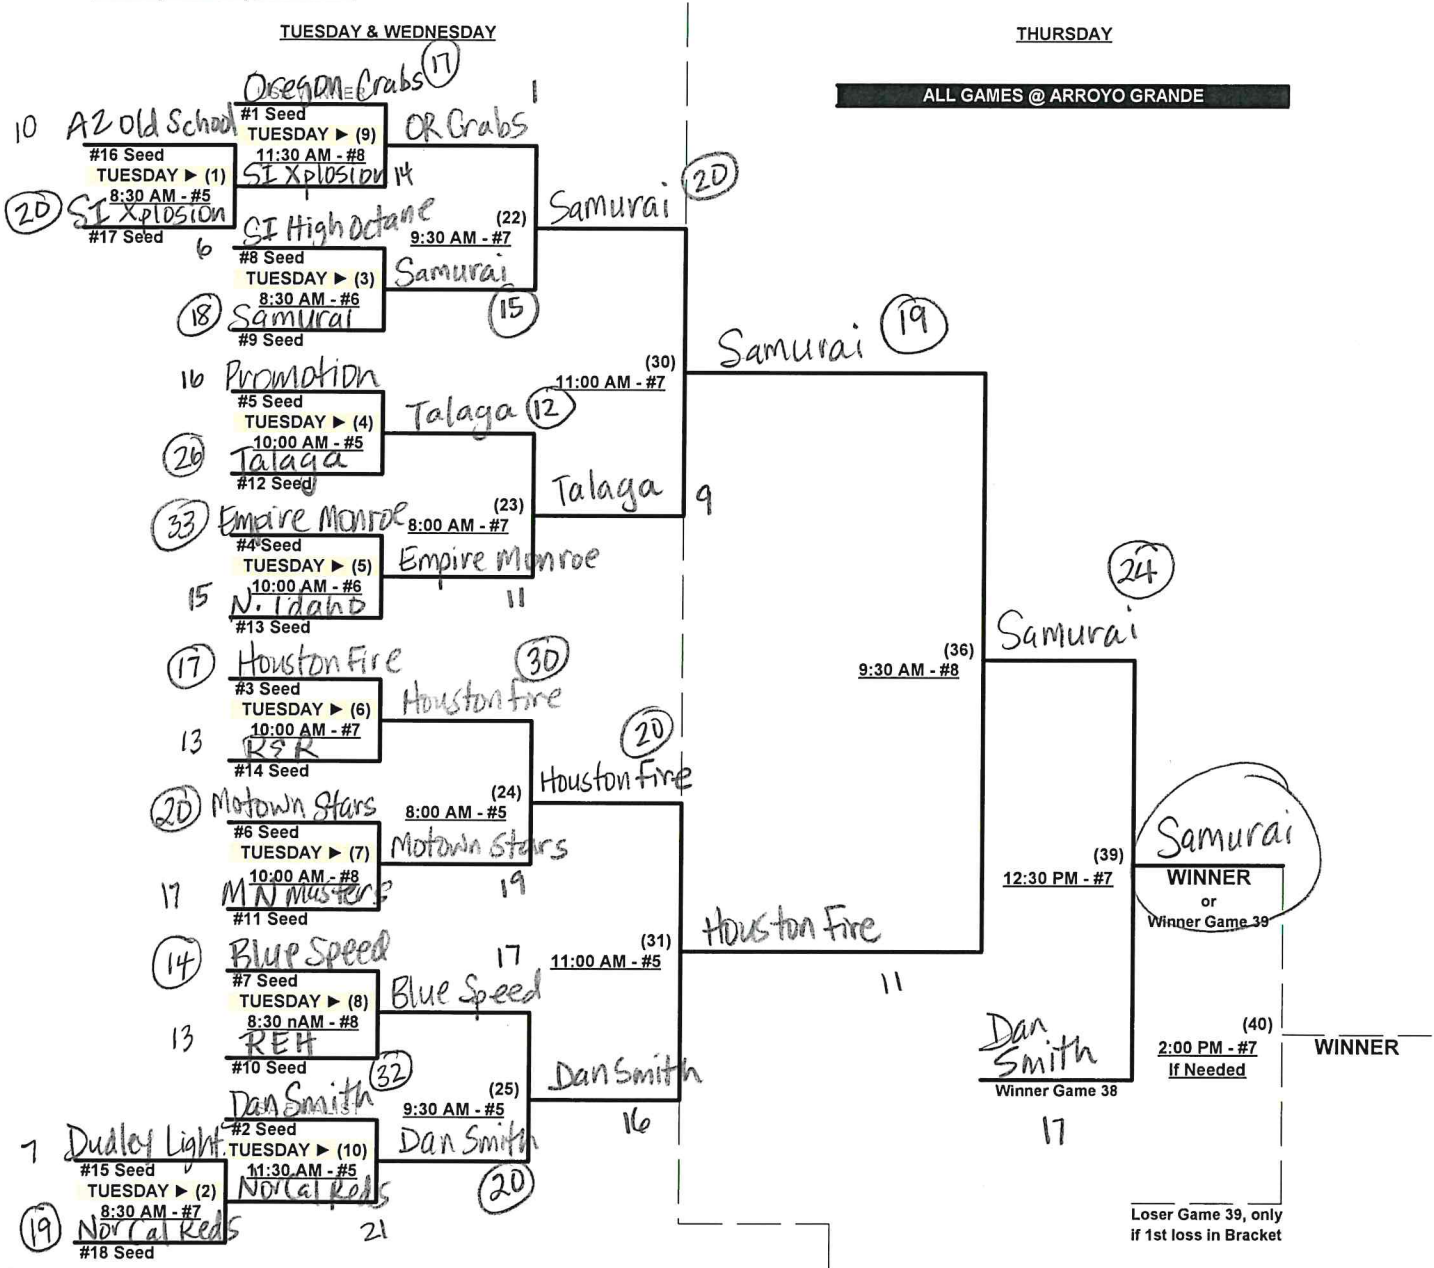 TUESDAY & WEDNESDAY
THURSDAY
ALL GAMES @ ARROYO GRANDE
Oregon Crabs 17
#1 Seed
TUESDAY ► (9)
11:30 AM - #8
SI Xplosion 14
10 AZ Old School
#16 Seed
TUESDAY ► (1)
8:30 AM - #5
20 SI Xplosion
#17 Seed
OR Crabs 1
(22)
9:30 AM - #7
Samurai
15
6 SI High Octane
#8 Seed
TUESDAY ► (3)
8:30 AM - #6
18 Samurai
#9 Seed
Samurai 20
(30)
11:00 AM - #7
Talaga 9
16 Promotion
#5 Seed
TUESDAY ► (4)
10:00 AM - #5
26 Talaga
#12 Seed
Talaga 12
(23)
8:00 AM - #7
Empire Monroe
11
33 Empire Monroe
#4 Seed
TUESDAY ► (5)
10:00 AM - #6
15 N. Idaho
#13 Seed
Samurai 19
(36)
9:30 AM - #8
Houston Fire
11
17 Houston Fire
#3 Seed
TUESDAY ► (6)
10:00 AM - #7
13 R&R
#14 Seed
30
Houston Fire
(24)
8:00 AM - #5
Motown Stars
19
20 Motown Stars
#6 Seed
TUESDAY ► (7)
10:00 AM - #8
17 MN Masters
#11 Seed
20
Houston Fire
(31)
11:00 AM - #5
Dan Smith
16
14 Blue Speed
#7 Seed
TUESDAY ► (8)
8:30 nAM - #8
13 REH
#10 Seed
17
Blue Speed
(25)
9:30 AM - #5
Dan Smith
20
32
Dan Smith
#2 Seed
TUESDAY ► (10)
11:30 AM - #5
NorCal Reds
21
7 Dudley Light.
#15 Seed
TUESDAY ► (2)
8:30 AM - #7
19 NorCal Reds
#18 Seed
24
Samurai
(39)
12:30 PM - #7
Dan
Smith
Winner Game 38
17
Samurai
WINNER
or
Winner Game 39
(40)
2:00 PM - #7
If Needed
WINNER
Loser Game 39, only
if 1st loss in Bracket